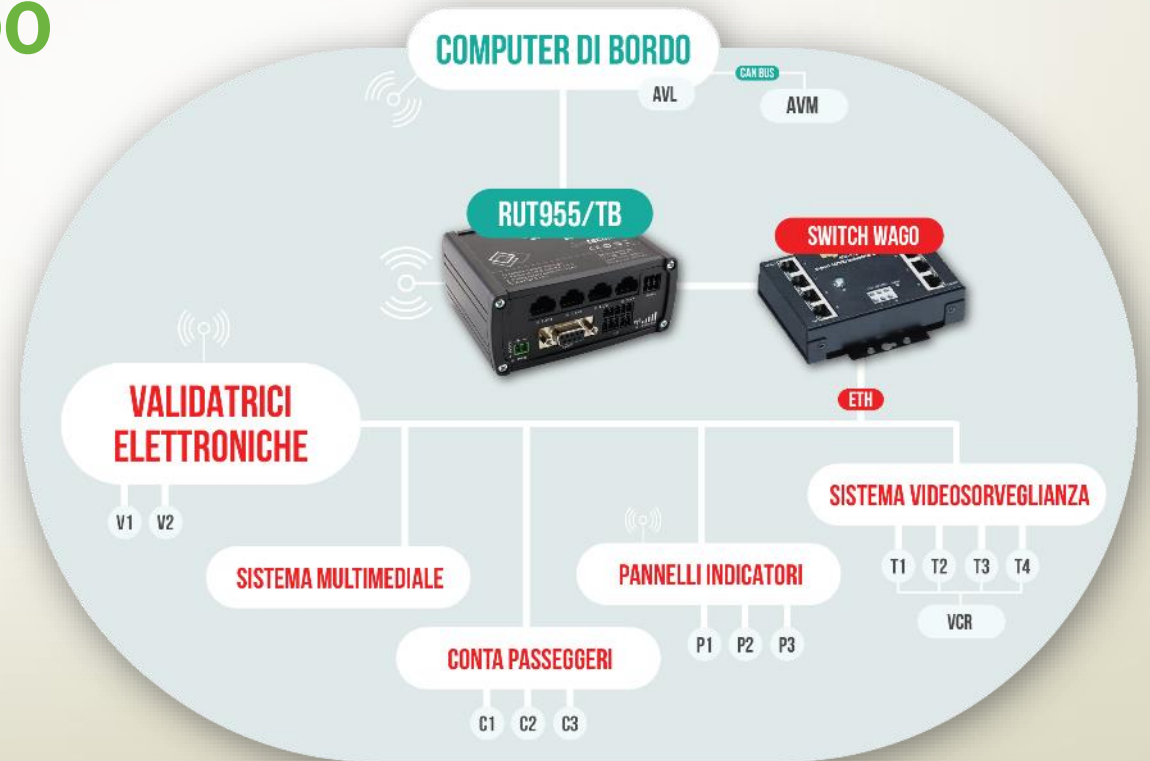 COMPUTER DI BORDO
CAN BUS
AVL
AVM
RUT955/TB
SWITCH WAGO
ETH
VALIDATRICI
ELETTRONICHE
V1 V2
SISTEMA VIDEOSORVEGLIANZA
T1 T2 T3 T4
VCR
SISTEMA MULTIMEDIALE
PANNELLI INDICATORI
P1 P2 P3
CONTA PASSEGGERI
C1 C2 C3